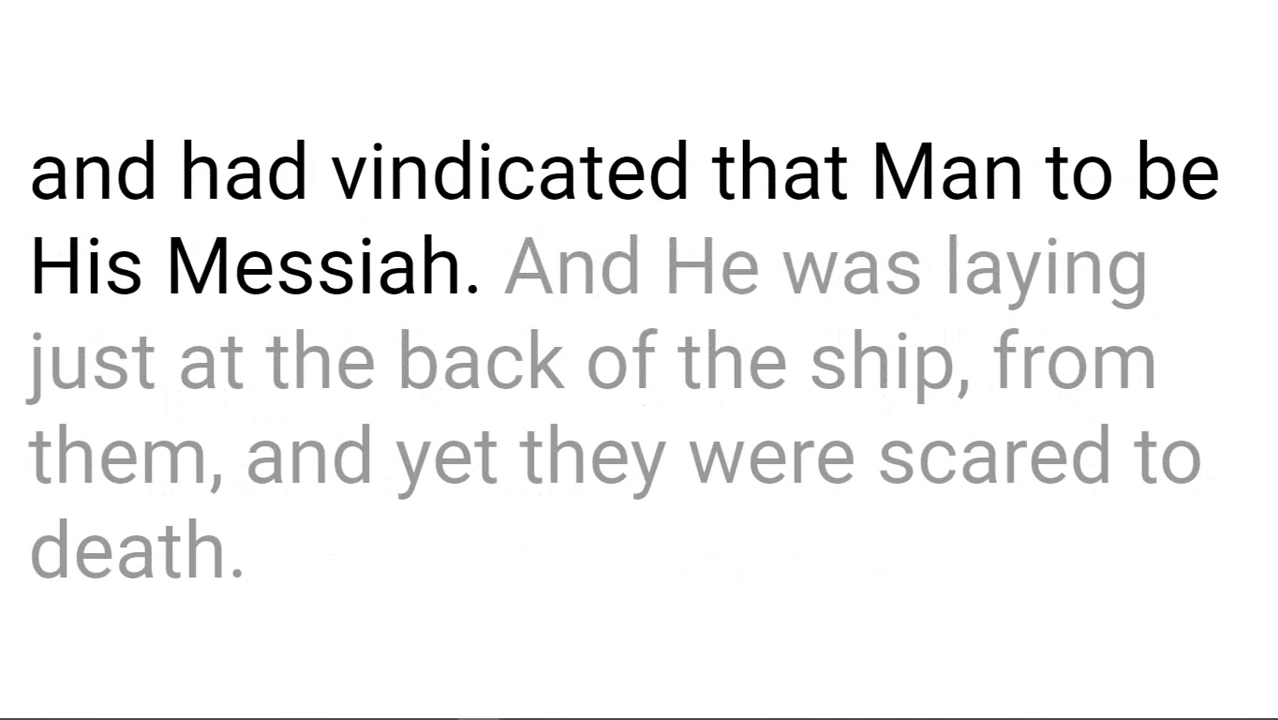 and had vindicated that Man to be
His Messiah. And He was laying
just at the back of the ship, from
them, and yet they were scared to
death.